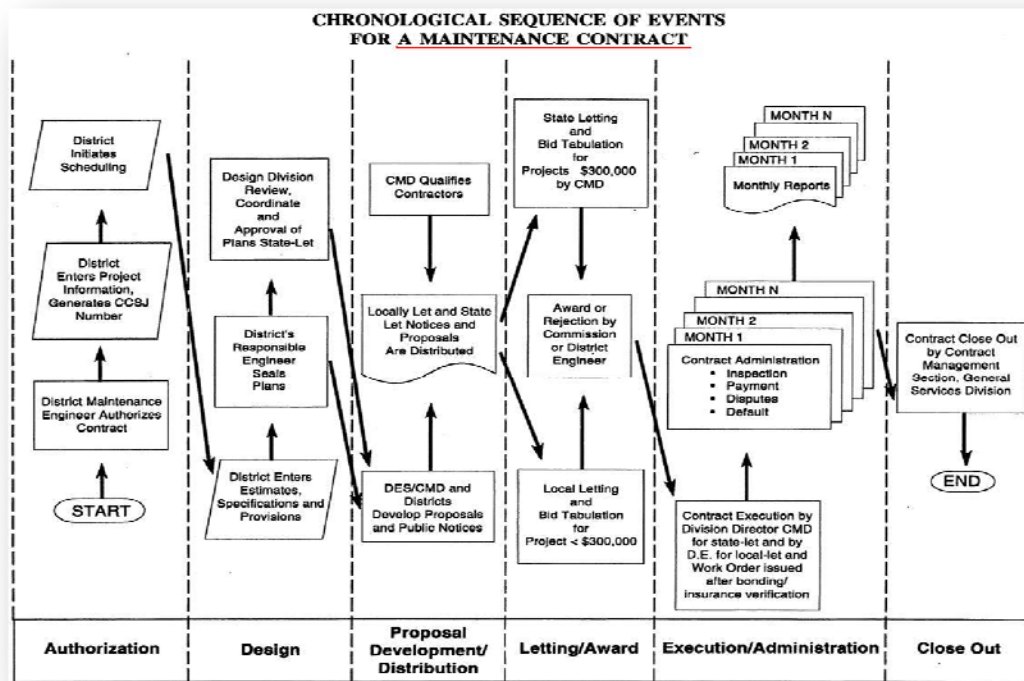 CHRONOLOGICAL SEQUENCE OF EVENTS
FOR A MAINTENANCE CONTRACT
District
Initiates
Scheduling
District
Enters Project
Information,
Generates CCSJ
Number
District Maintenance
Engineer Authorizes
Contract
START
Design Division
Review,
Coordinate
and
Approval of
Plans State-Let
District's
Responsible
Engineer
Seals
Plans
District Enters
Estimates,
Specifications and
Provisions
CMD Qualifies
Contractors
Locally Let and State
Let Notices and
Proposals
Are Distributed
DES/CMD and
Districts
Develop Proposals
and Public Notices
State Letting
and
Bid Tabulation
for
Projects $300,000
by CMD
Award or
Rejection by
Commission
or District
Engineer
Local Letting
and
Bid Tabulation
for
Project < $300,000
MONTH N
MONTH 2
MONTH 1
Monthly Reports
MONTH N
MONTH 2
MONTH 1
Contract Administration
• Inspection
• Payment
• Disputes
• Default
Contract Execution by
Division Director CMD
for state-let and by
D.E. for local-let and
Work Order issued
after bonding/
insurance verification
Contract Close Out
by Contract
Management
Section, General
Services Division
END
Authorization
Design
Proposal
Development/
Distribution
Letting/Award
Execution/Administration
Close Out